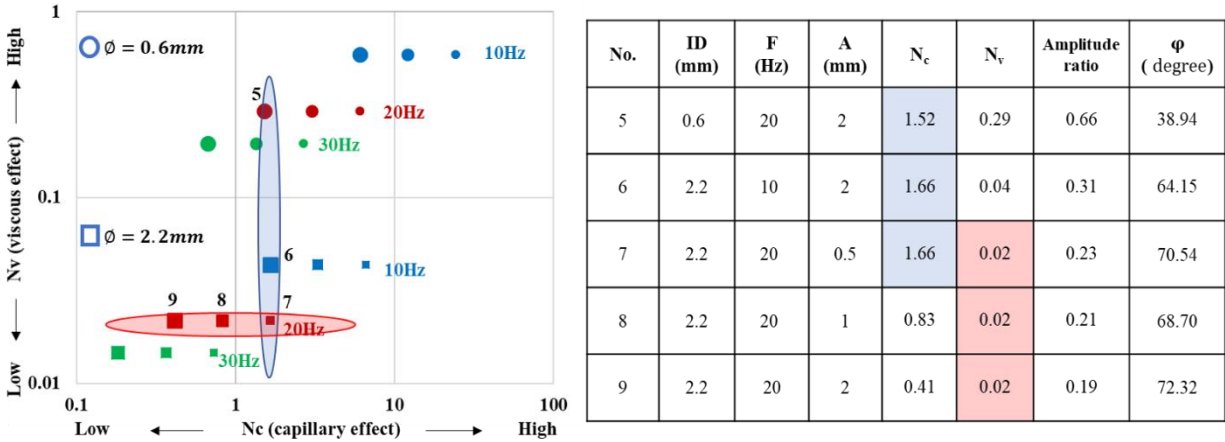 1
0.1
0.01
0.1
1
10
100
High
Nv (viscous effect)
Low
Low
Nc (capillary effect)
High
∅ = 0.6mm
∅ = 2.2mm
10Hz
5
20Hz
30Hz
6
10Hz
9 8 7
20Hz
30Hz
No. ID (mm) F (Hz) A (mm) Nc Nv Amplitude ratio φ ( degree)
5 0.6 20 2 1.52 0.29 0.66 38.94
6 2.2 10 2 1.66 0.04 0.31 64.15
7 2.2 20 0.5 1.66 0.02 0.23 70.54
8 2.2 20 1 0.83 0.02 0.21 68.70
9 2.2 20 2 0.41 0.02 0.19 72.32